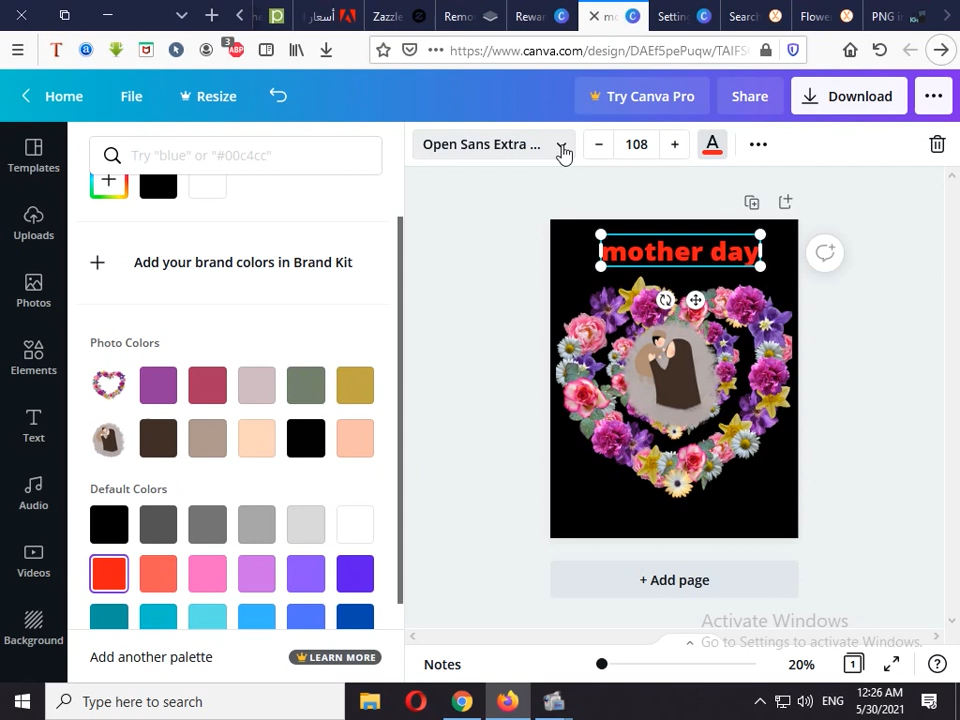 أسعار
Zazzle
Remo
Rewar
m
Settin
Search
Flowe
PNG i
3
ABP
https://www.canva.com/design/DAEf5pePuqw/TAIFS
Home
File
Resize
Try Canva Pro
Share
Download
Templates
Uploads
Photos
Elements
Text
Audio
Videos
Background
Try "blue" or "#00c4cc"
Add your brand colors in Brand Kit
Photo Colors
Default Colors
Add another palette
LEARN MORE
Open Sans Extra ...
108
A
mother day
+ Add page
Activate Windows
Go to Settings to activate Windows.
Notes
20%
1
Type here to search
ENG
12:26 AM
5/30/2021